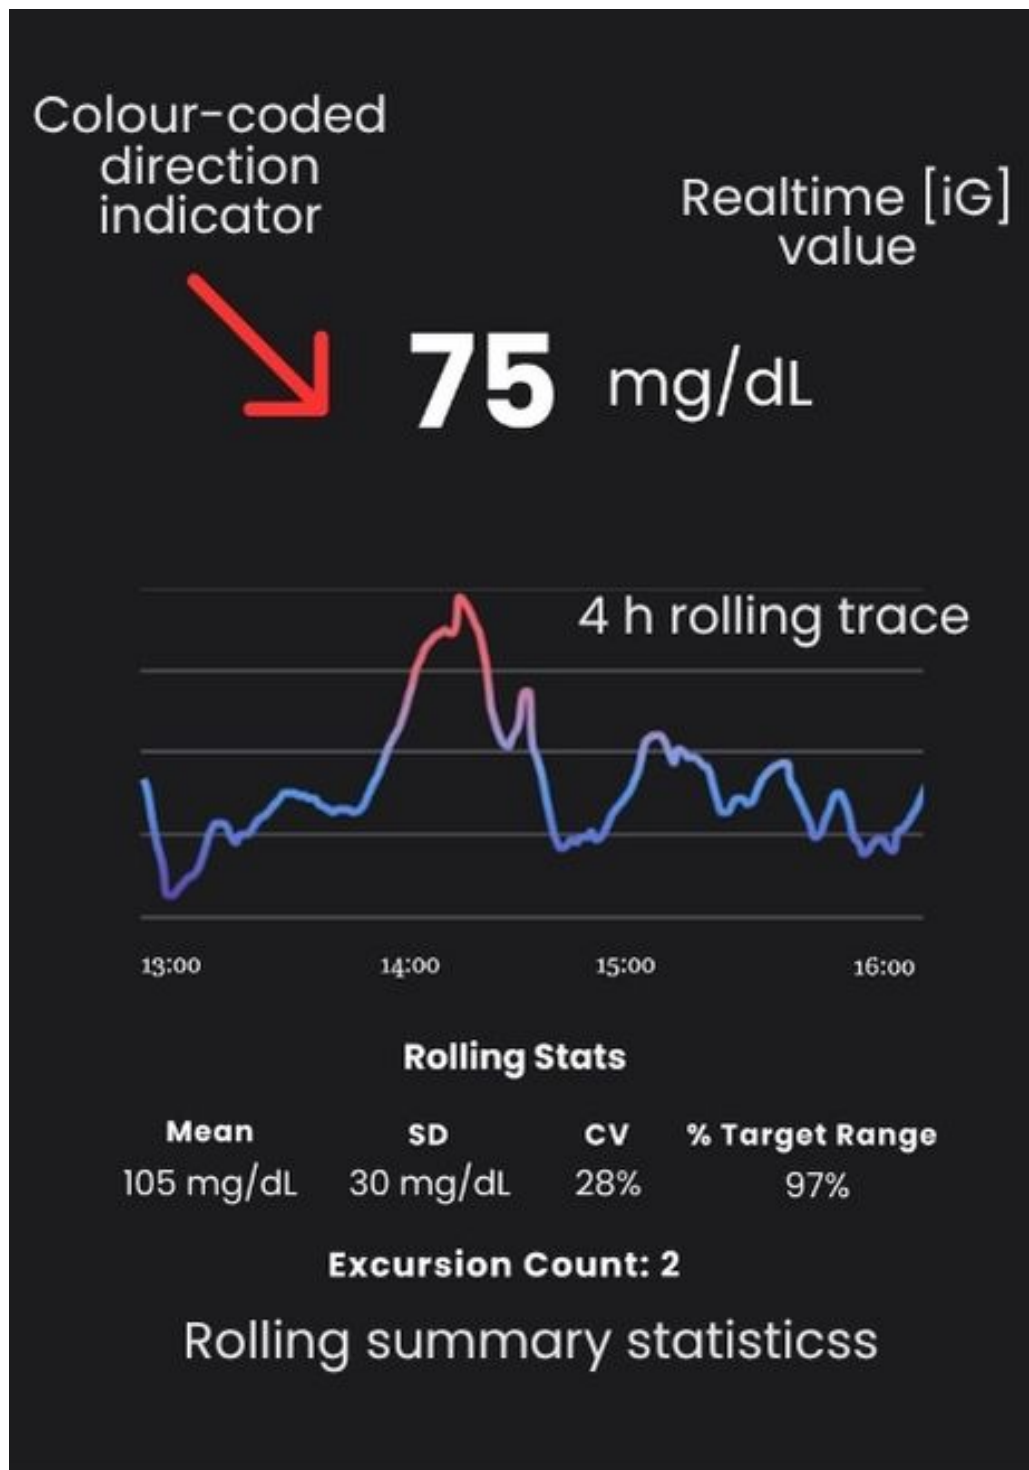 Colour-coded
direction
indicator
Realtime [iG]
value
75 mg/dL
4 h rolling trace
13:00 14:00 15:00 16:00
Rolling Stats
Mean SD CV % Target Range
105 mg/dL 30 mg/dL 28% 97%
Excursion Count: 2
Rolling summary statisticss